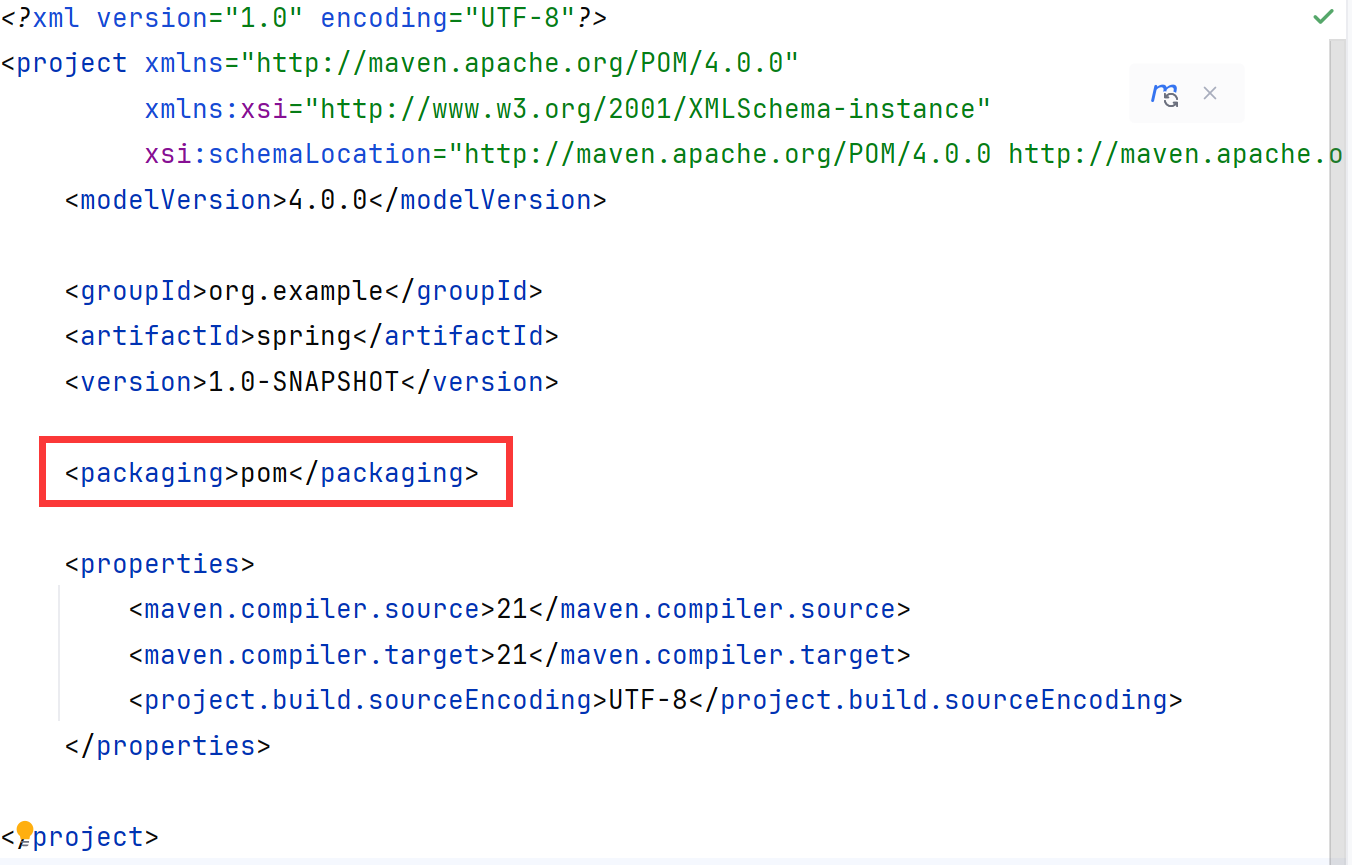 <?xml version="1.0" encoding="UTF-8"?>
<project xmlns="http://maven.apache.org/POM/4.0.0"
         xmlns:xsi="http://www.w3.org/2001/XMLSchema-instance"
         xsi:schemaLocation="http://maven.apache.org/POM/4.0.0 http://maven.apache.o
    <modelVersion>4.0.0</modelVersion>

    <groupId>org.example</groupId>
    <artifactId>spring</artifactId>
    <version>1.0-SNAPSHOT</version>

    <packaging>pom</packaging>

    <properties>
        <maven.compiler.source>21</maven.compiler.source>
        <maven.compiler.target>21</maven.compiler.target>
        <project.build.sourceEncoding>UTF-8</project.build.sourceEncoding>
    </properties>

</project>